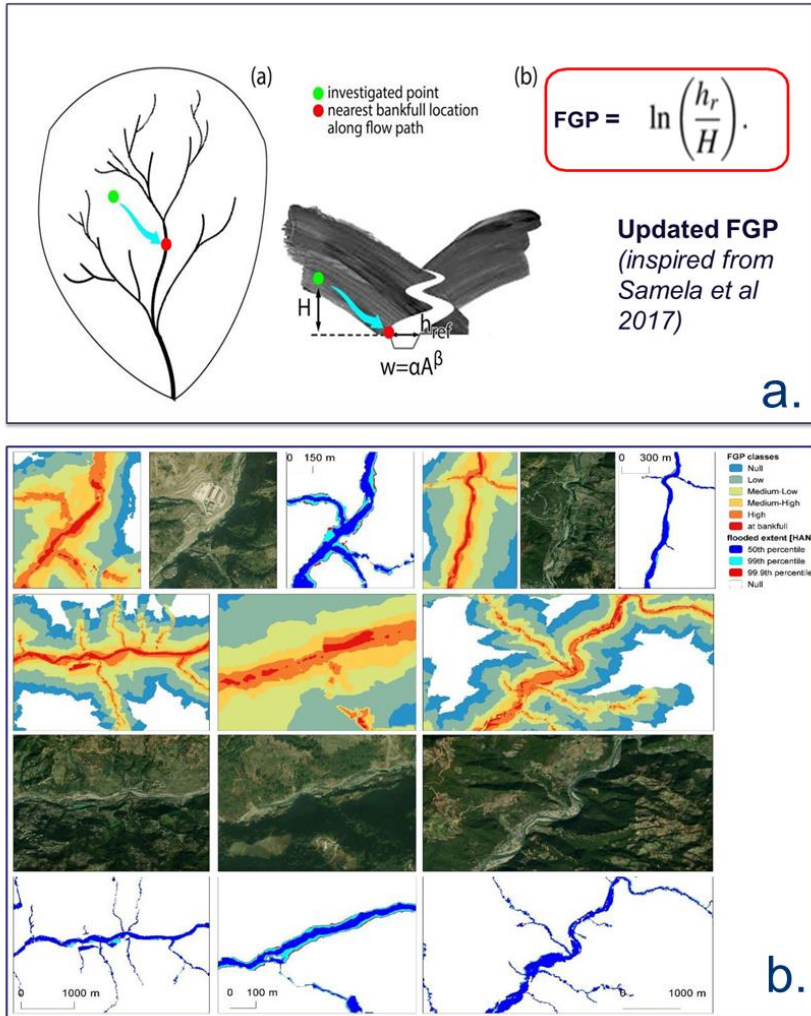 (a)
investigated point
nearest bankfull location
along flow path
(b)
FGP = ln(h_r/H).
Updated FGP
(inspired from
Samela et al
2017)
H
h_ref
w=αA^β
a.
0 150 m
0 300 m
FGP classes
Null
Low
Medium-Low
Medium-High
High
at bankfull
flooded extent [HAN
50th percentile
99th percentile
99.9th percentile
Null
0 1000 m
0 100 m
0 1000 m
b.